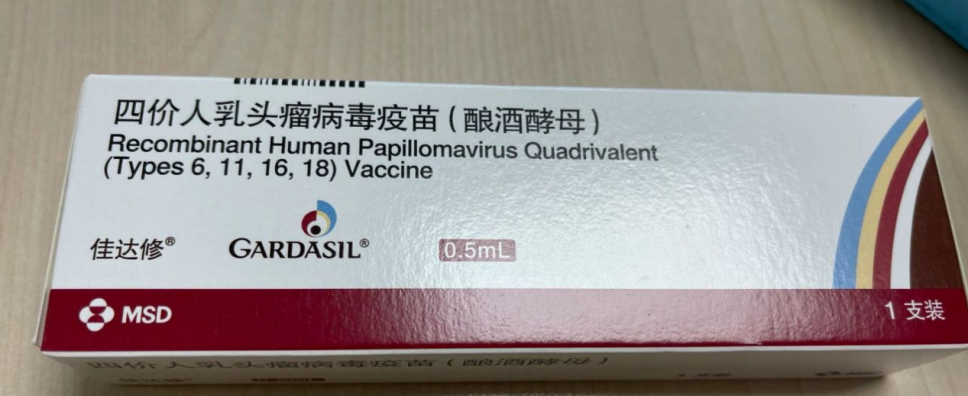 四价人乳头瘤病毒疫苗（酿酒酵母）
Recombinant Human Papillomavirus Quadrivalent
(Types 6, 11, 16, 18) Vaccine
佳达修® GARDASIL® 0.5mL
MSD 1 支装
四价人乳头瘤病毒疫苗（酿酒酵母）